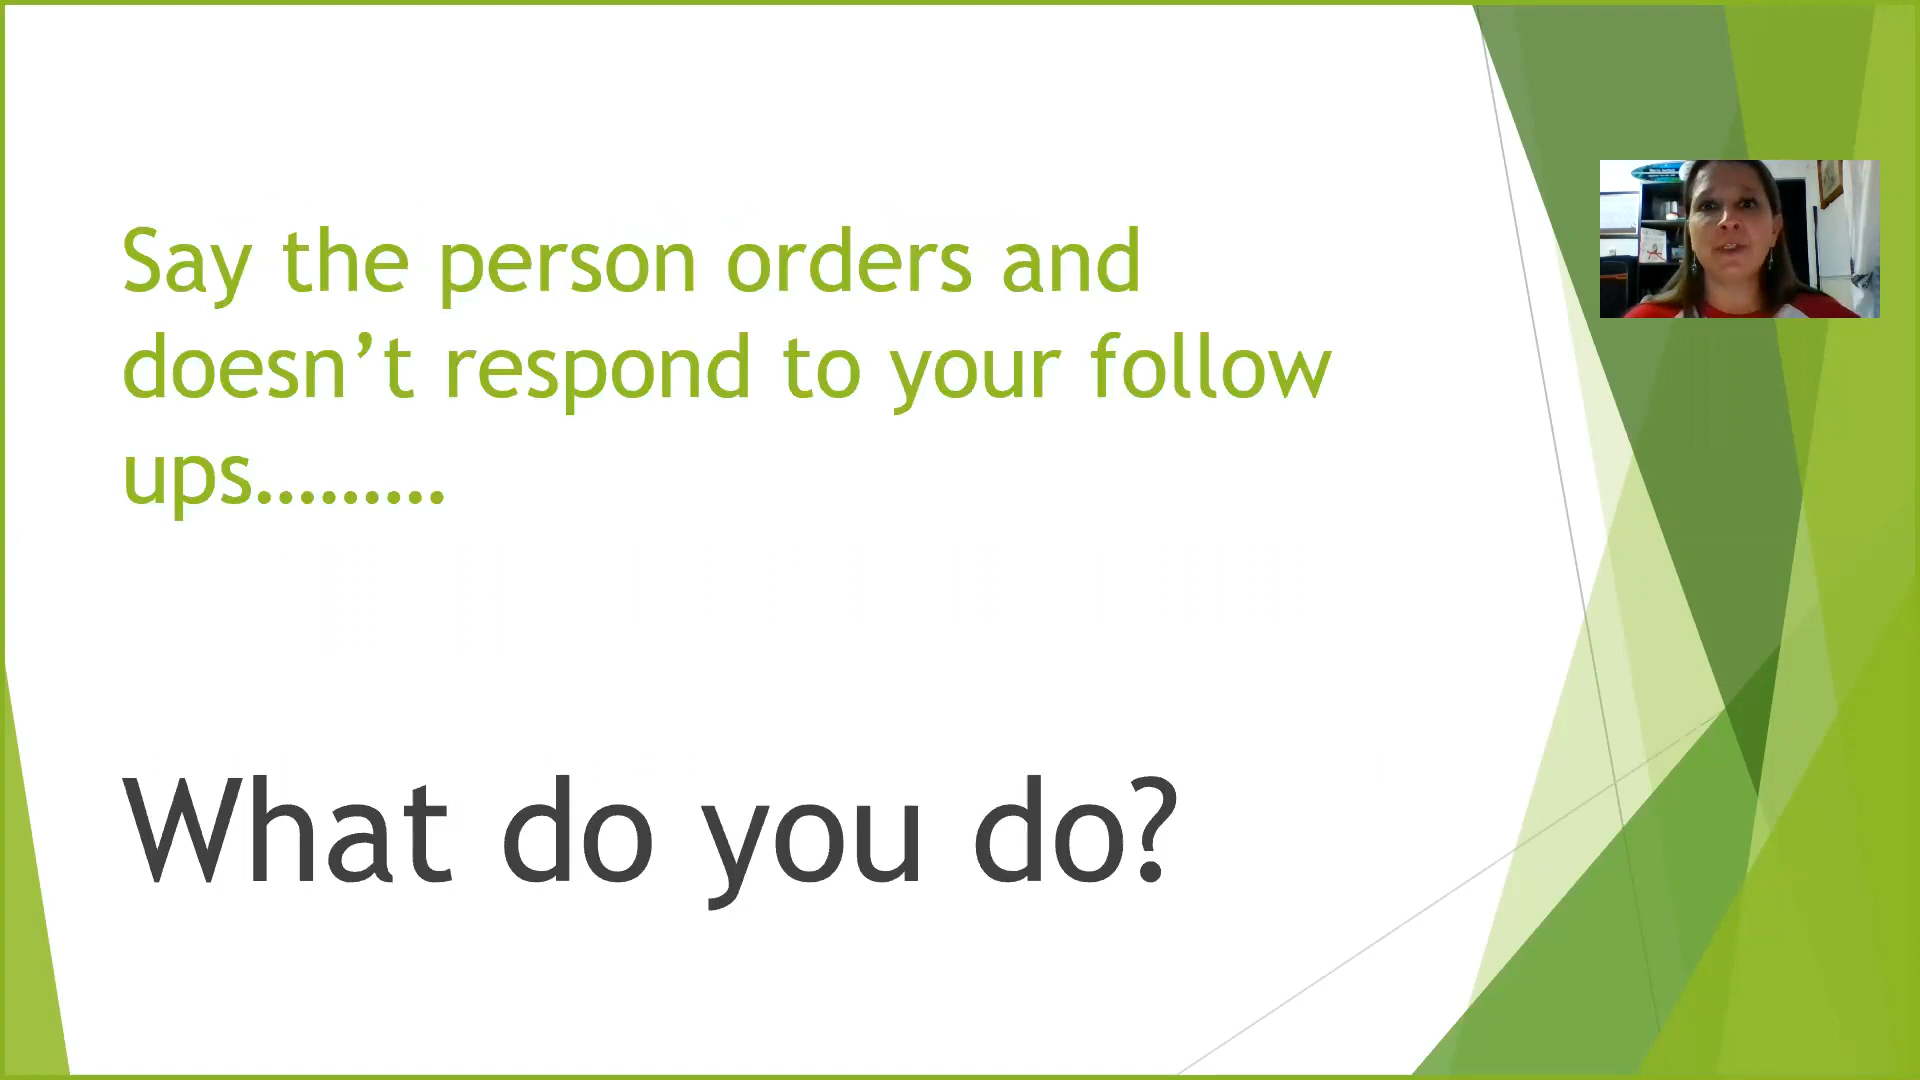 Say the person orders and
doesn’t respond to your follow
ups………
What do you do?